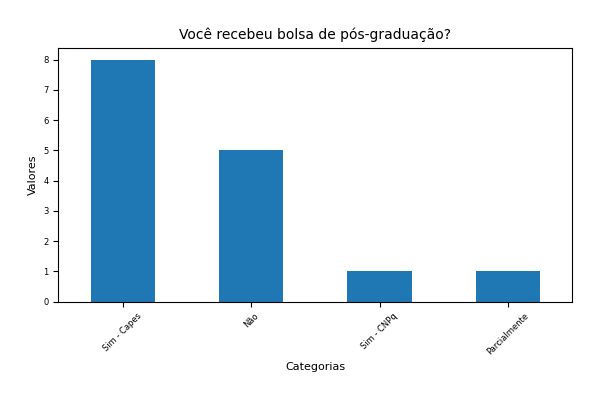 Você recebeu bolsa de pós-graduação?
Valores
8
7
6
5
4
3
2
1
0
Sim - Capes
Não
Sim - CNPq
Parcialmente
Categorias